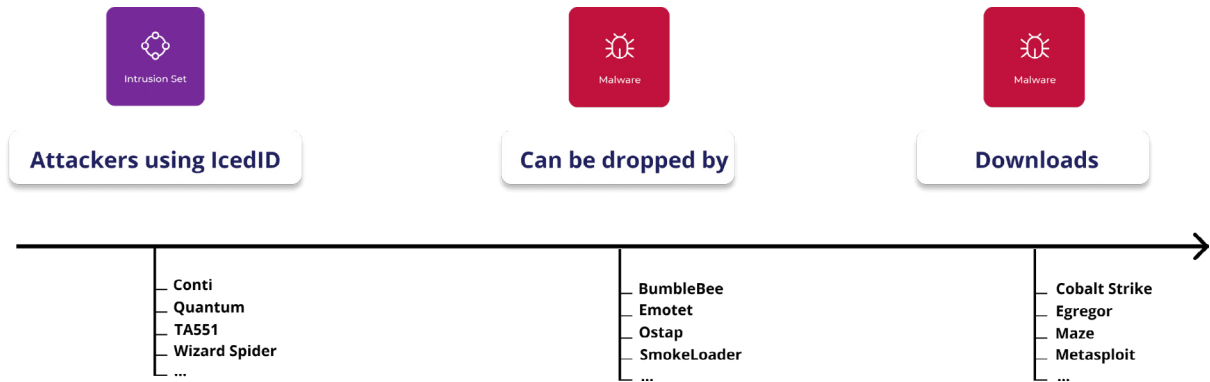 Intrusion Set
Malware
Malware
Attackers using IcedID
Can be dropped by
Downloads
Conti
Quantum
TA551
Wizard Spider
...
BumbleBee
Emotet
Ostap
SmokeLoader
...
Cobalt Strike
Egregor
Maze
Metasploit
...